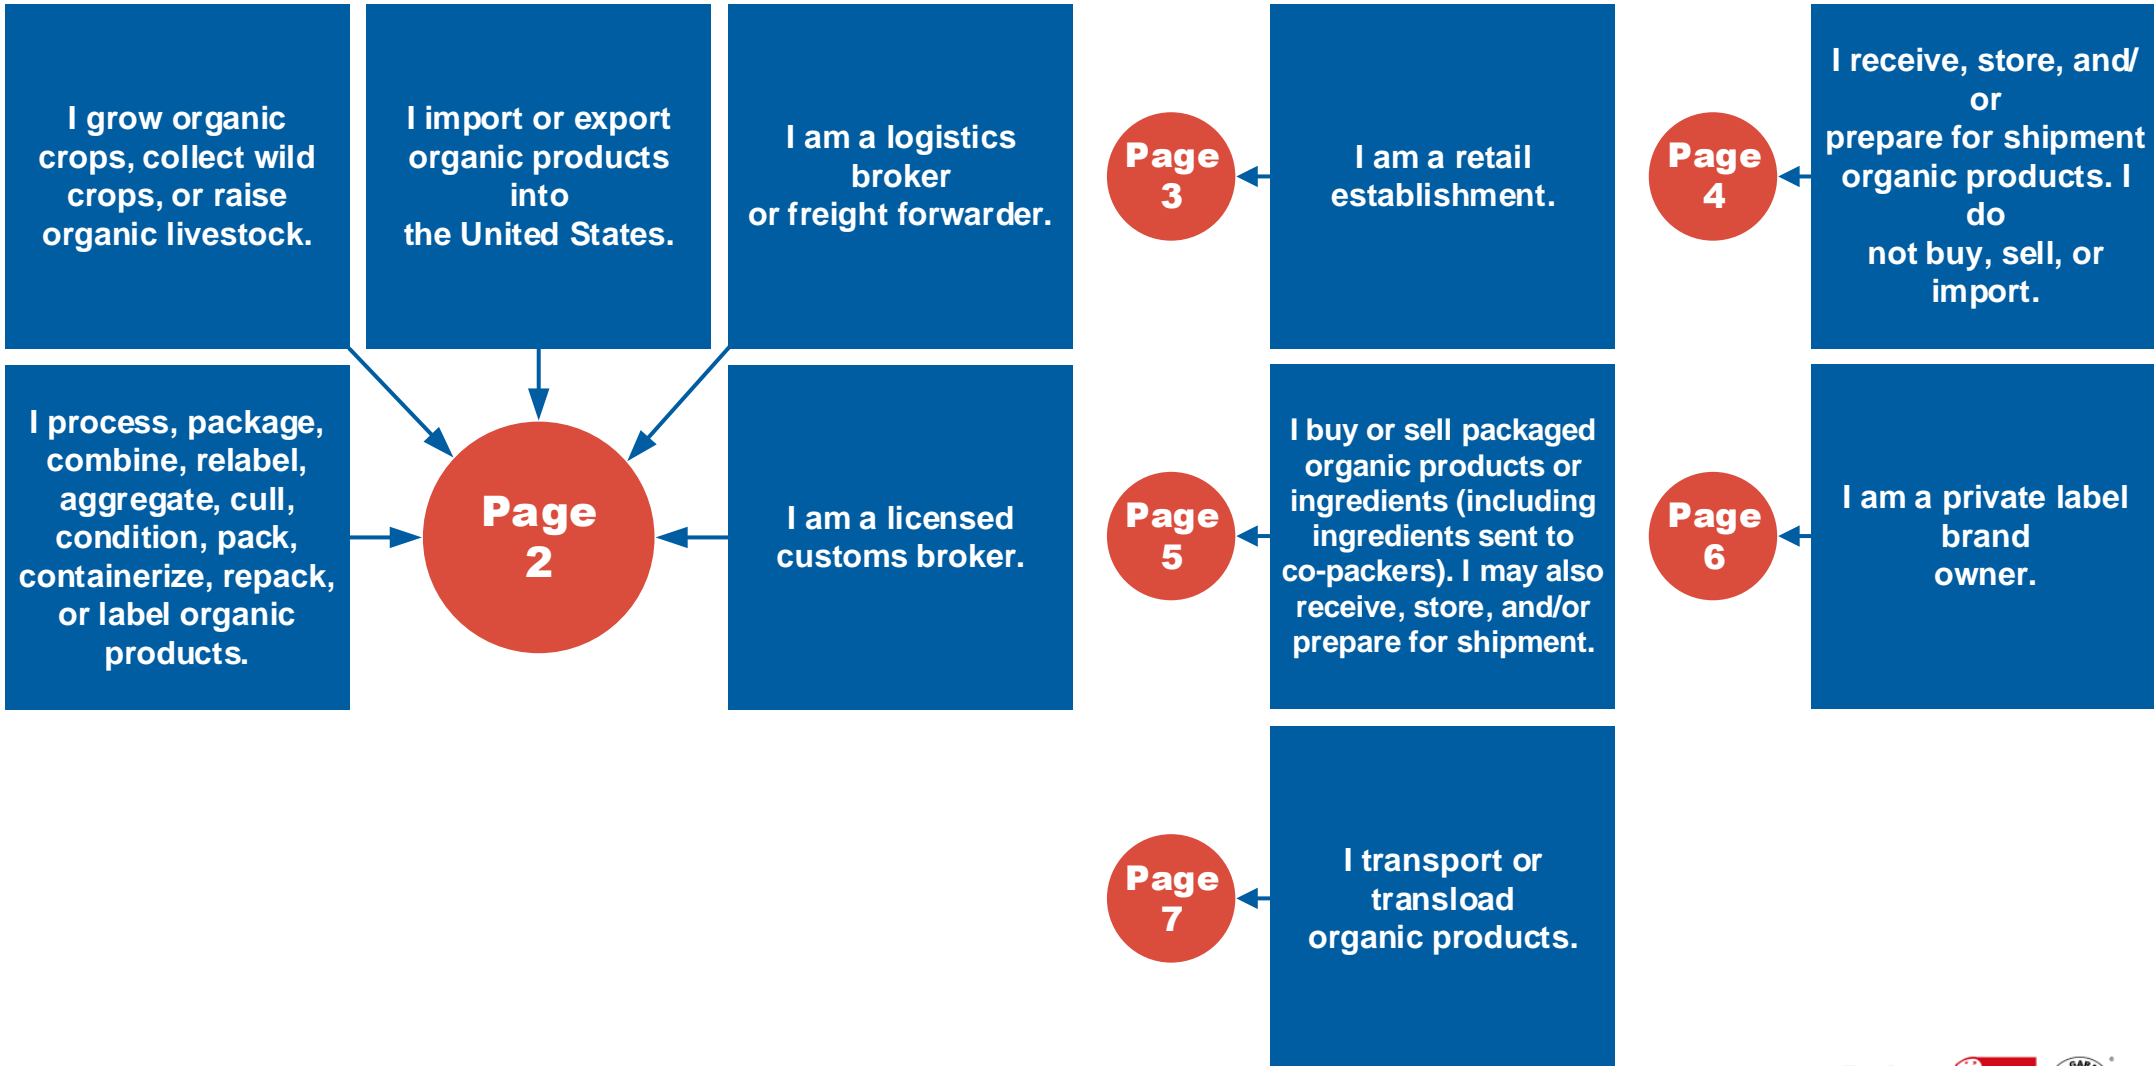 I grow organic
crops, collect wild
crops, or raise
organic livestock.
I import or export
organic products
into
the United States.
I am a logistics
broker
or freight forwarder.
Page
3
I am a retail
establishment.
Page
4
I receive, store, and/
or
prepare for shipment
organic products. I
do
not buy, sell, or
import.
I process, package,
combine, relabel,
aggregate, cull,
condition, pack,
containerize, repack,
or label organic
products.
Page
2
I am a licensed
customs broker.
Page
5
I buy or sell packaged
organic products or
ingredients (including
ingredients sent to
co-packers). I may also
receive, store, and/or
prepare for shipment.
Page
6
I am a private label
brand
owner.
Page
7
I transport or
transload
organic products.